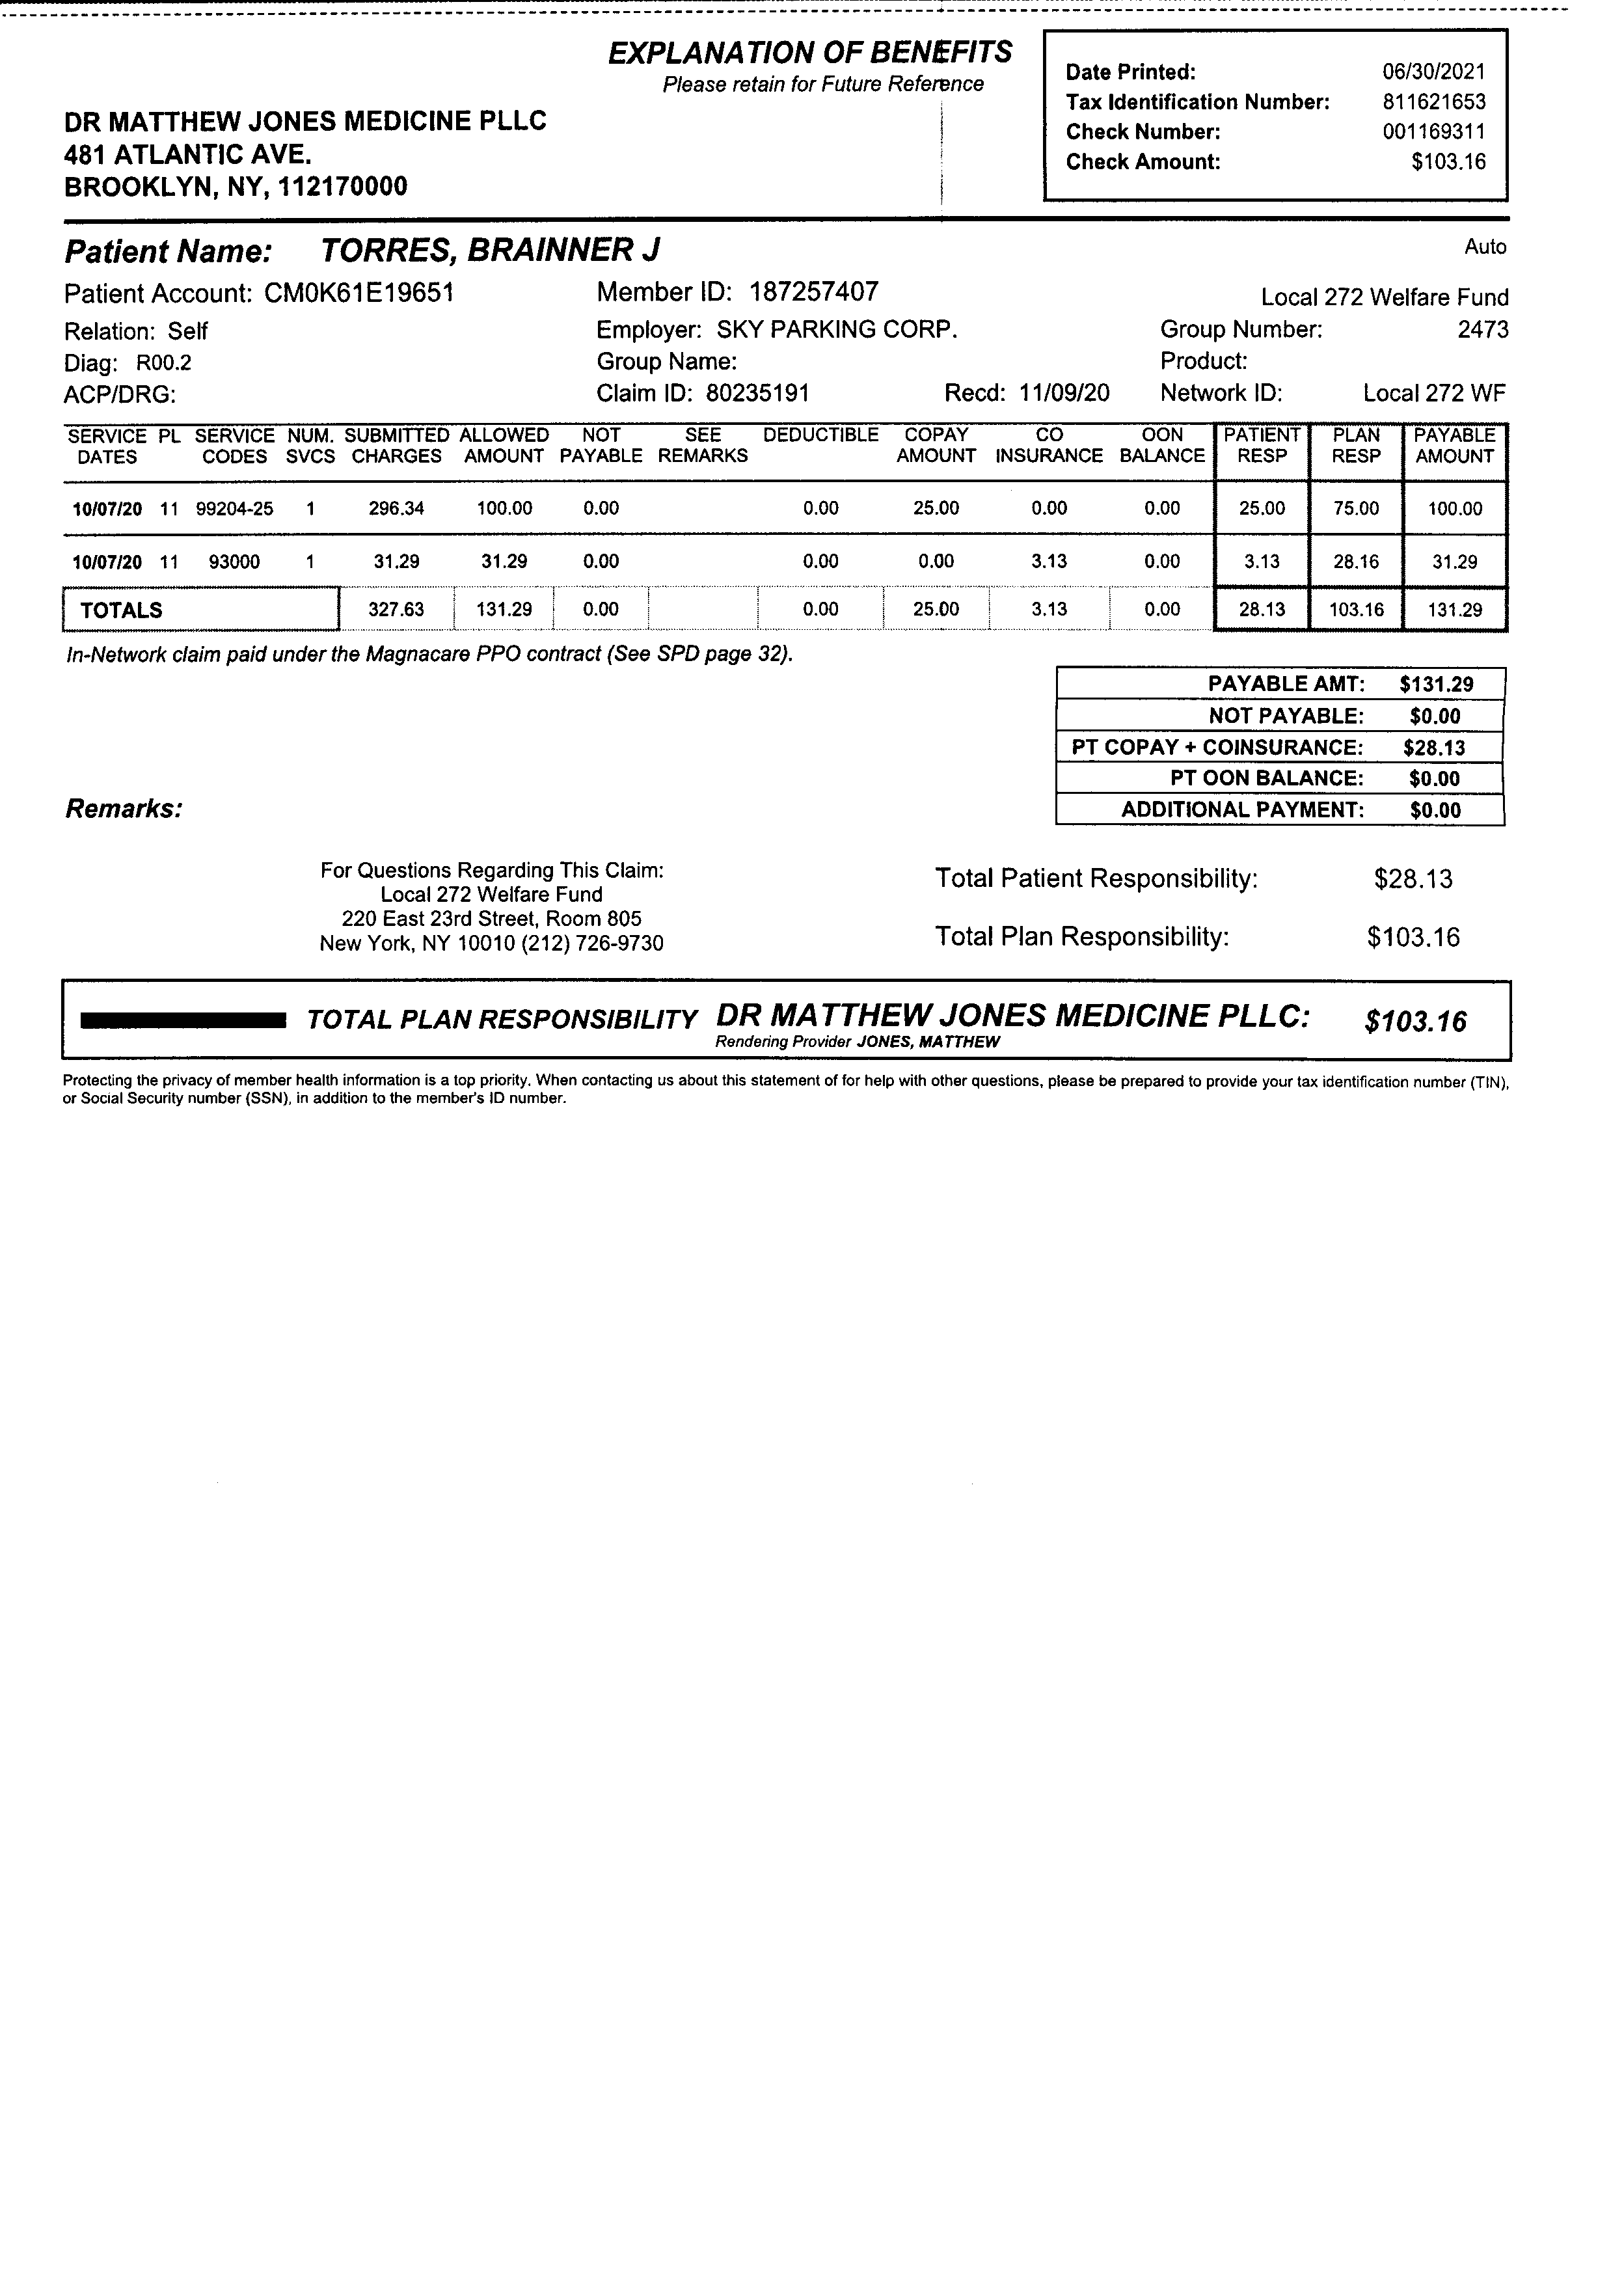 EXPLANATION OF BENEFITS
Please retain for Future Reference
DR MATTHEW JONES MEDICINE PLLC
481 ATLANTIC AVE.
BROOKLYN, NY, 112170000
Date Printed: 06/30/2021
Tax Identification Number: 811621653
Check Number: 001169311
Check Amount: $103.16
Patient Name: TORRES, BRAINNER J Auto
Patient Account: CM0K61E19651 Member ID: 187257407 Local 272 Welfare Fund
Relation: Self Employer: SKY PARKING CORP. Group Number: 2473
Diag: R00.2 Group Name: Product:
ACP/DRG: Claim ID: 80235191 Recd: 11/09/20 Network ID: Local 272 WF
SERVICE PL SERVICE NUM. SUBMITTED ALLOWED NOT SEE DEDUCTIBLE COPAY CO OON PATIENT PLAN PAYABLE
DATES CODES SVCS CHARGES AMOUNT PAYABLE REMARKS AMOUNT INSURANCE BALANCE RESP RESP AMOUNT
10/07/20 11 99204-25 1 296.34 100.00 0.00 0.00 25.00 0.00 0.00 25.00 75.00 100.00
10/07/20 11 93000 1 31.29 31.29 0.00 0.00 0.00 3.13 0.00 3.13 28.16 31.29
TOTALS 327.63 131.29 0.00 0.00 25.00 3.13 0.00 28.13 103.16 131.29
In-Network claim paid under the Magnacare PPO contract (See SPD page 32).
PAYABLE AMT: $131.29
NOT PAYABLE: $0.00
PT COPAY + COINSURANCE: $28.13
PT OON BALANCE: $0.00
ADDITIONAL PAYMENT: $0.00
Remarks:
For Questions Regarding This Claim:
Local 272 Welfare Fund
220 East 23rd Street, Room 805
New York, NY 10010 (212) 726-9730
Total Patient Responsibility: $28.13
Total Plan Responsibility: $103.16
TOTAL PLAN RESPONSIBILITY DR MATTHEW JONES MEDICINE PLLC: $103.16
Rendering Provider JONES, MATTHEW
Protecting the privacy of member health information is a top priority. When contacting us about this statement of for help with other questions, please be prepared to provide your tax identification number (TIN),
or Social Security number (SSN), in addition to the member's ID number.